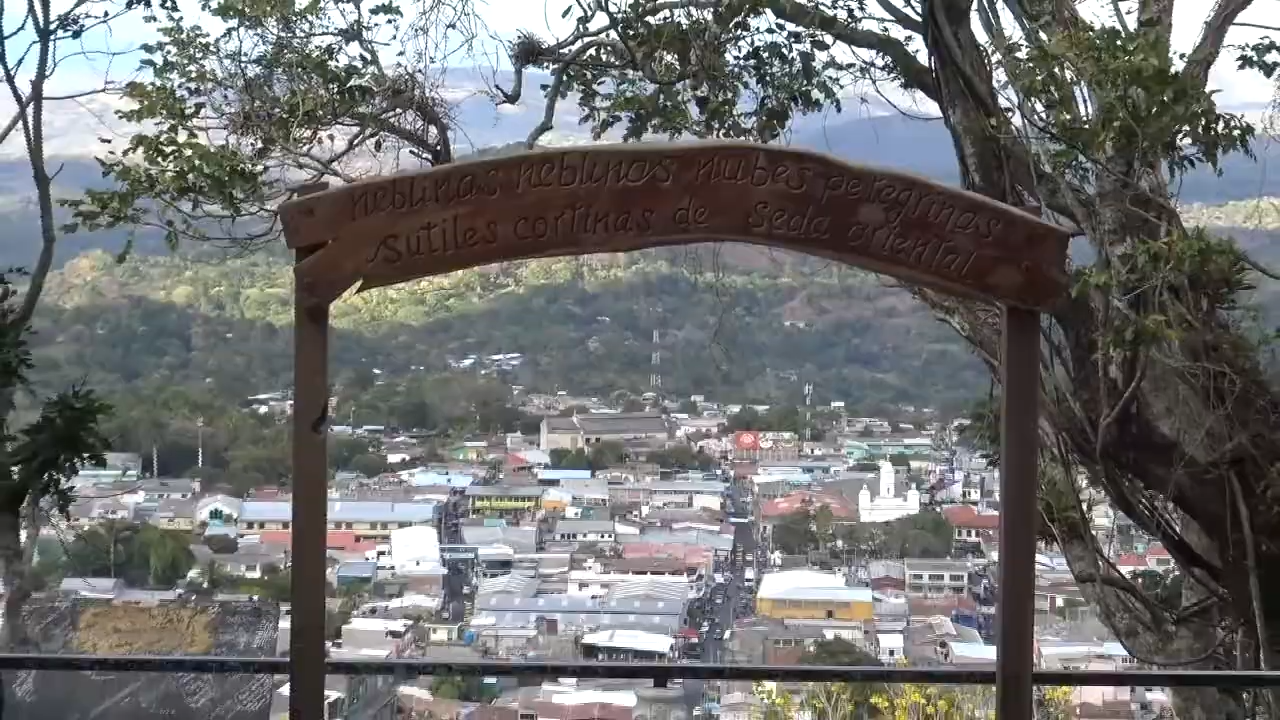 neblinas neblinas nubes peregrinas
sutiles cortinas de seda oriental